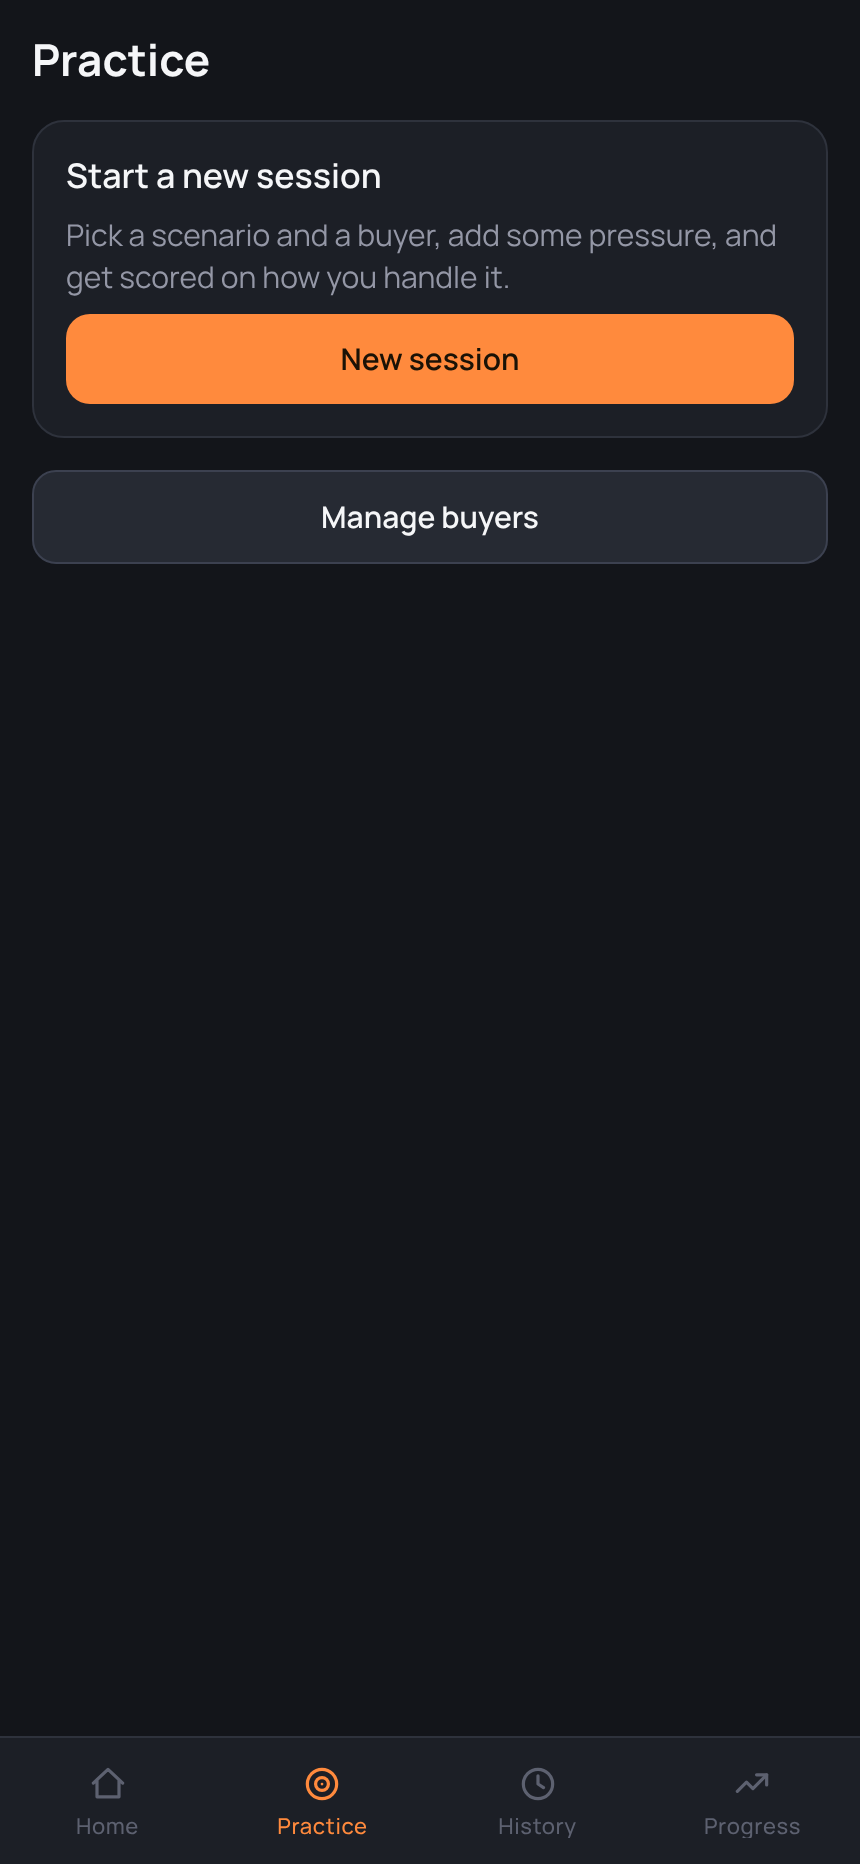 Practice
Start a new session
Pick a scenario and a buyer, add some pressure, and
get scored on how you handle it.
New session
Manage buyers
Home
Practice
History
Progress